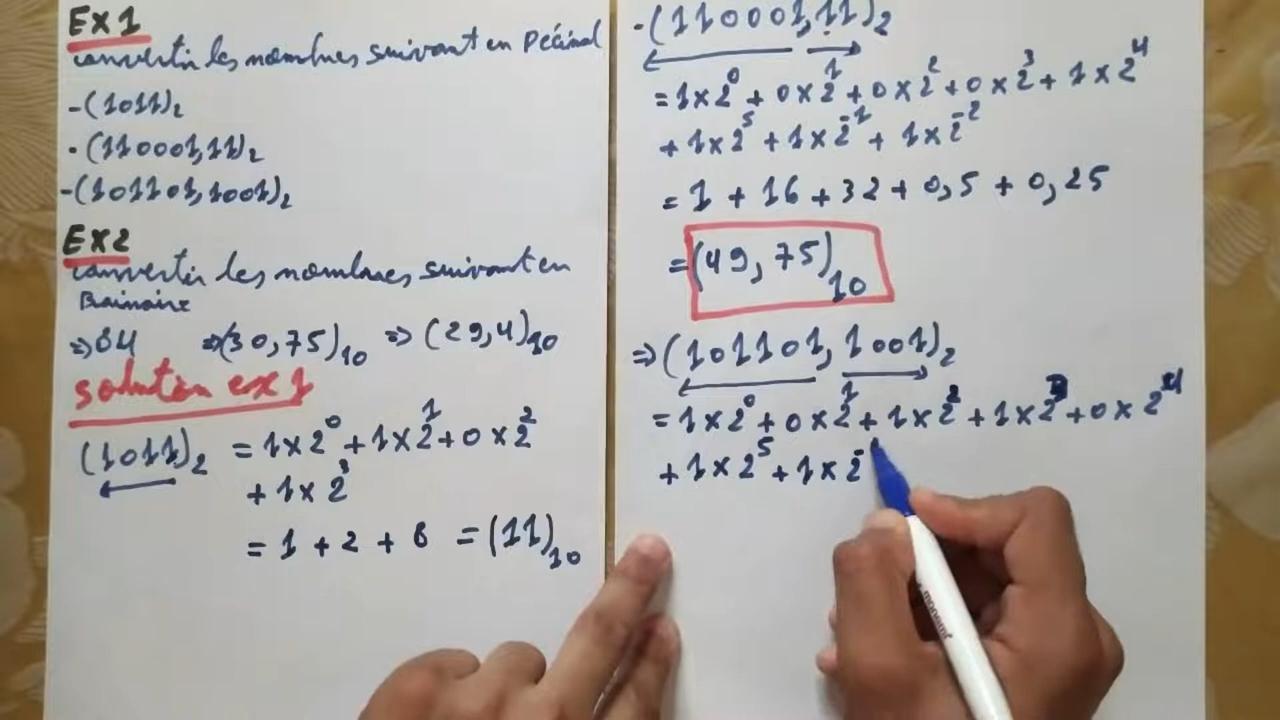 EX1
convertir les nombres suivant en Décimal
-(1011)₂
-(110001,11)₂
-(101101,1001)₂
EX2
convertir les nombres suivant en
Bainaire
⇒84 ⇒(30,75)₁₀ ⇒(29,4)₁₀
solution ex1
(1011)₂ = 1×2⁰+1×2¹+0×2²
+1×2³
= 1+2+8 =(11)₁₀
-(110001,11)₂
=1×2⁰+0×2¹+0×2²+0×2³+1×2⁴
+1×2⁵+1×2⁻¹+1×2⁻²
=1+16+32+0,5+0,25
=(49,75)₁₀
⇒(101101,1001)₂
=1×2⁰+0×2¹+1×2²+1×2³+0×2⁴
+1×2⁵+1×2⁻
monami